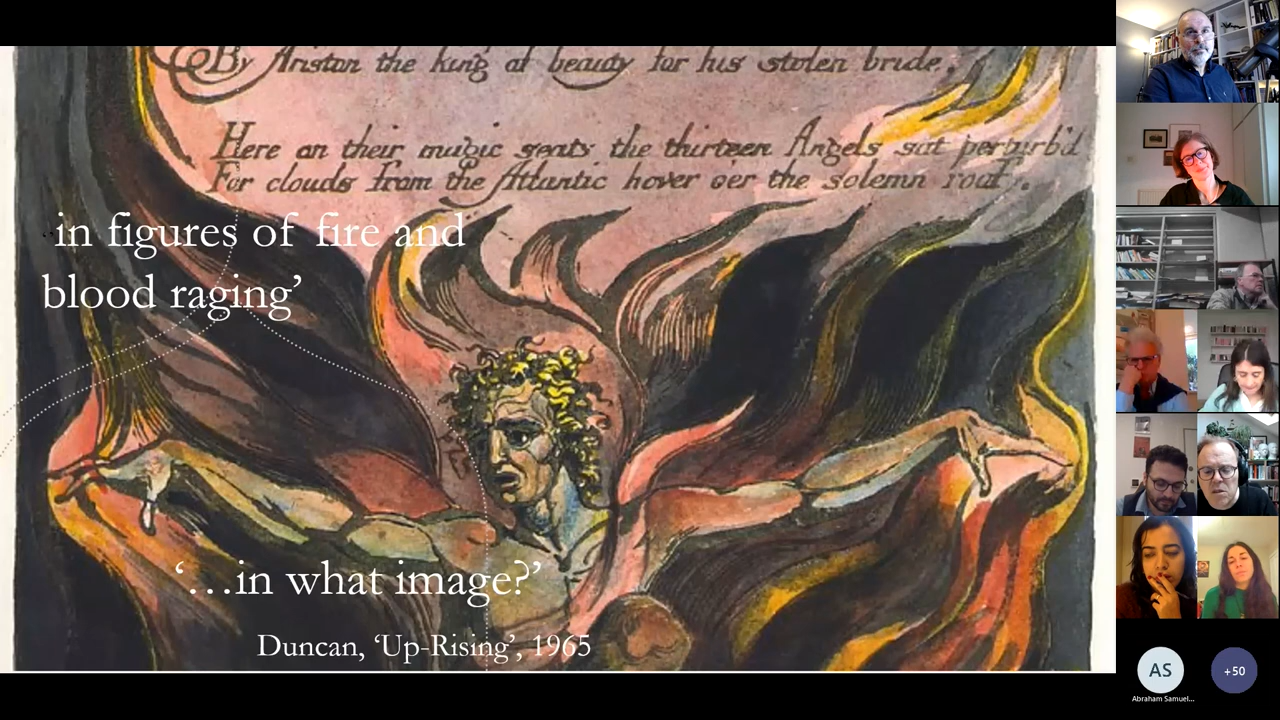 By Ariston the king of beauty for his stolen bride.
Here on their magic seats the thirteen Angels sat perturb'd
For clouds from the Atlantic hover oer the solemn roof.
in figures of fire and
blood raging’
‘…in what image?’
Duncan, ‘Up-Rising’, 1965
AS
+50
Abraham Samuel...